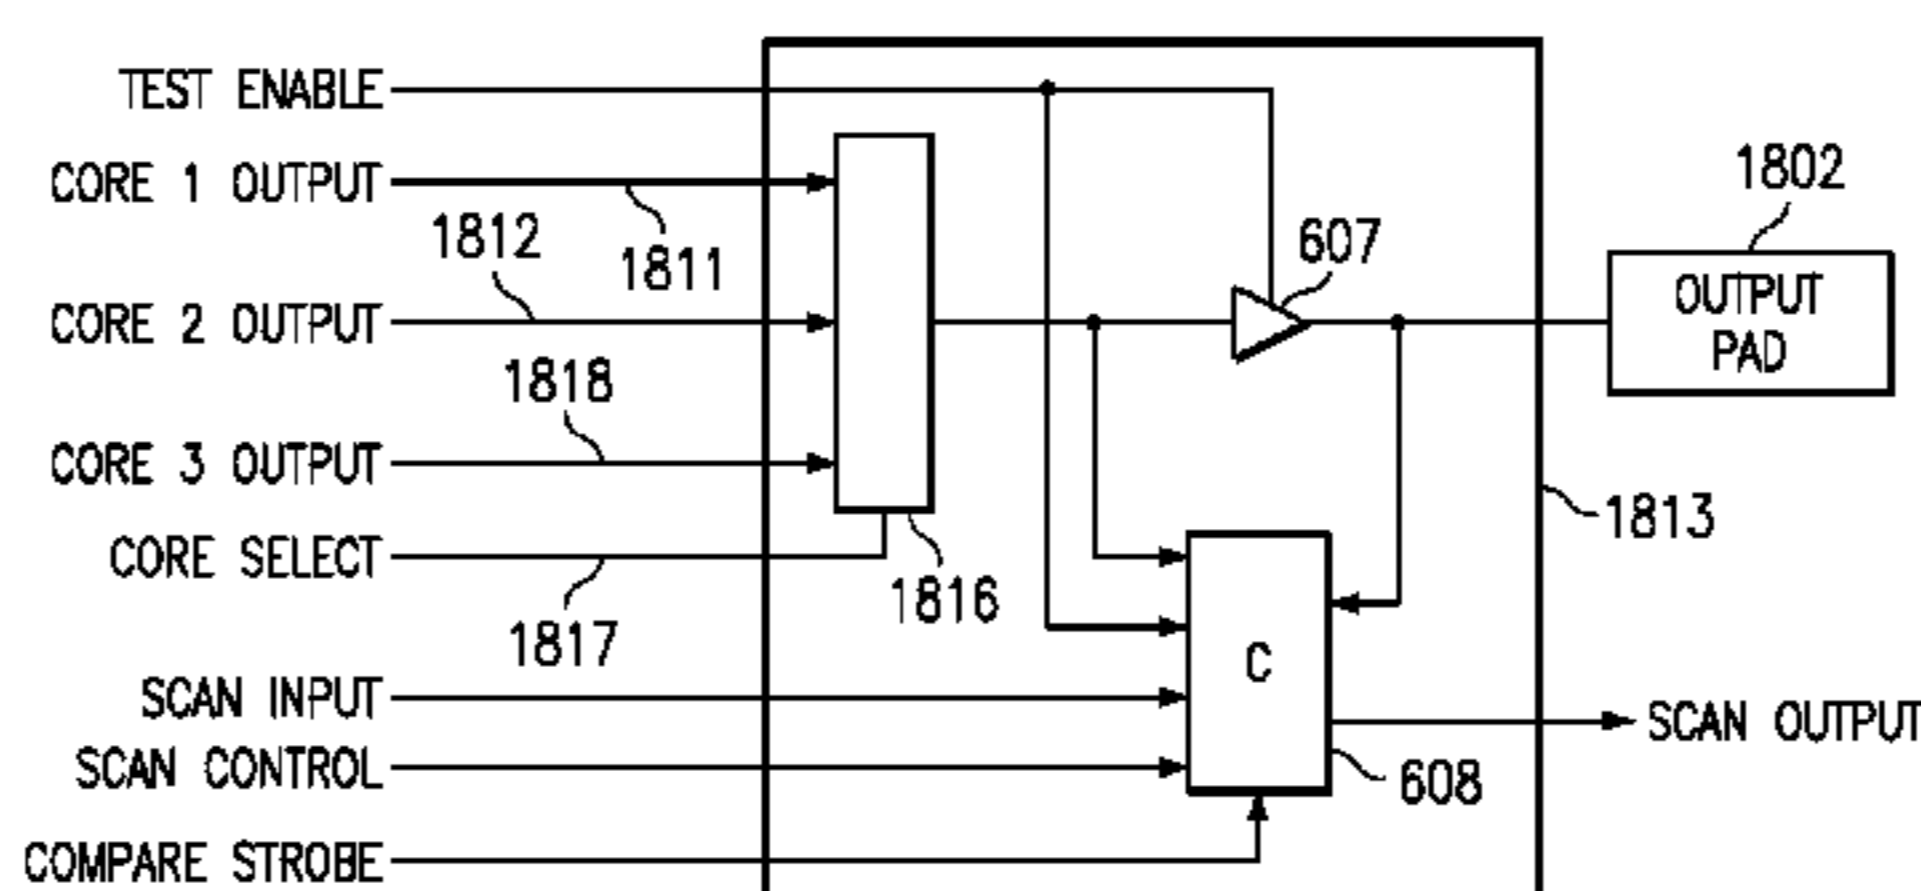 TEST ENABLE
CORE 1 OUTPUT
1811
1812
CORE 2 OUTPUT
1818
CORE 3 OUTPUT
CORE SELECT
1817
1816
SCAN INPUT
SCAN CONTROL
COMPARE STROBE
607
1802
OUTPUT
PAD
1813
C
608
SCAN OUTPUT